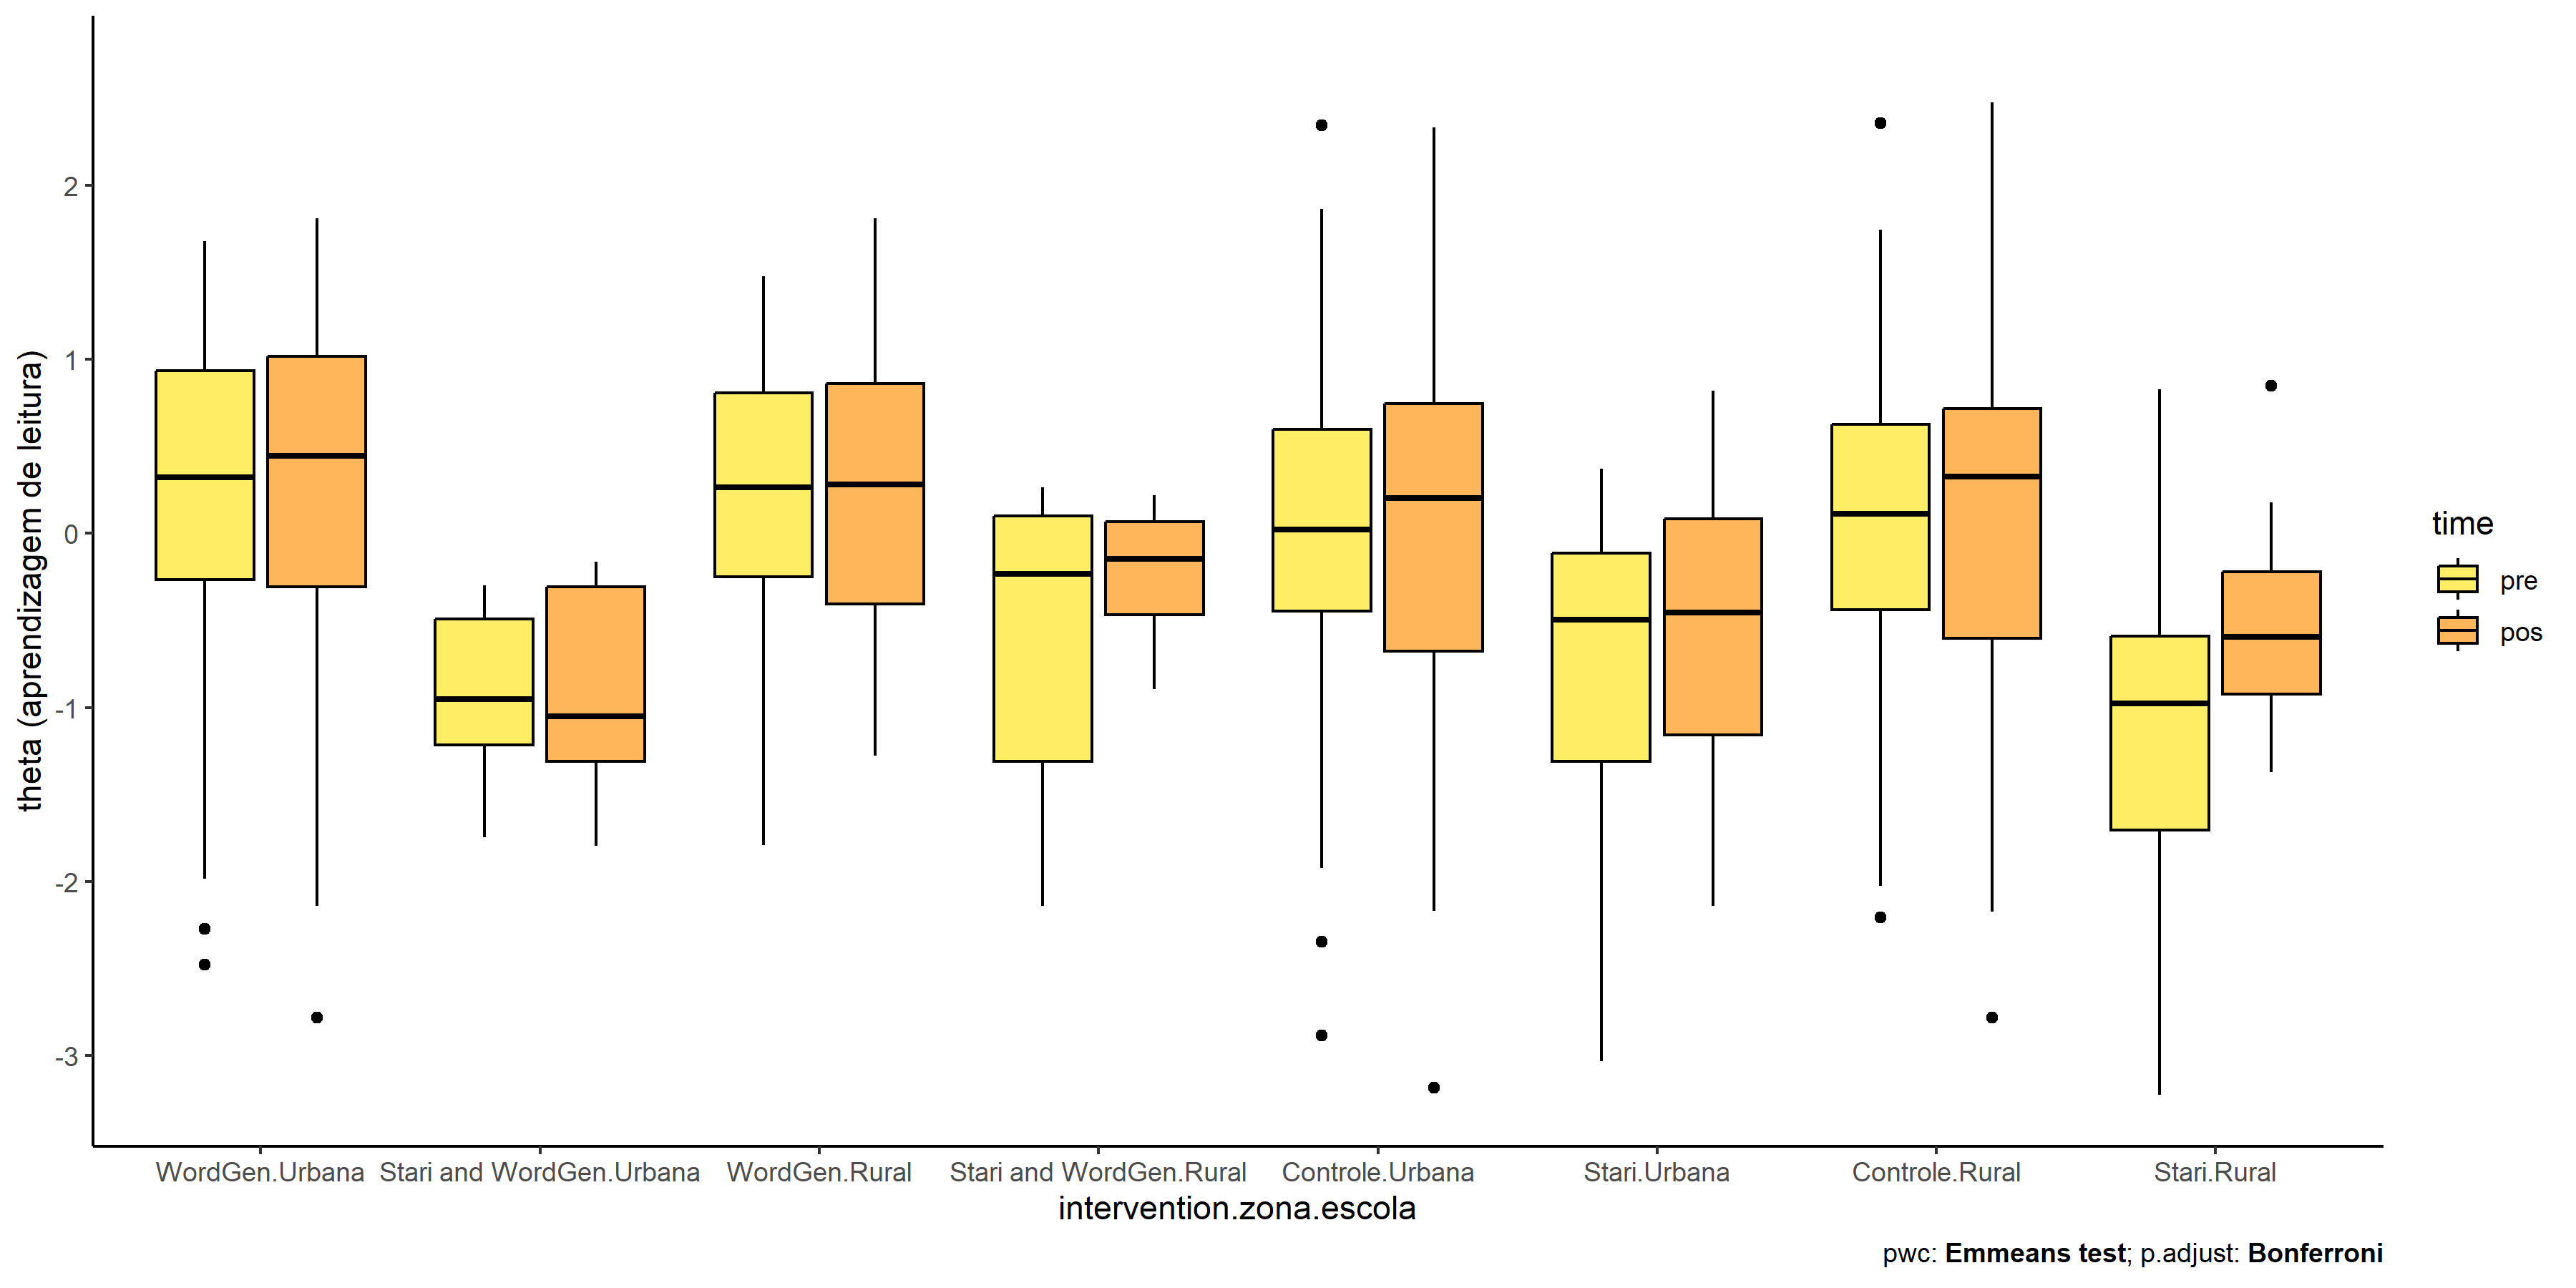 theta (aprendizagem de leitura)
2
1
0
-1
-2
-3
WordGen.Urbana
Stari and WordGen.Urbana
WordGen.Rural
Stari and WordGen.Rural
Controle.Urbana
Stari.Urbana
Controle.Rural
Stari.Rural
intervention.zona.escola
time
pre
pos
pwc: Emmeans test; p.adjust: Bonferroni